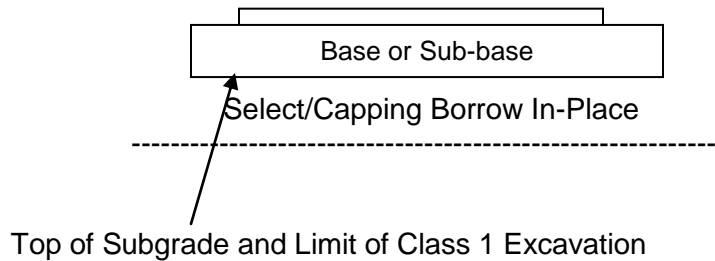 Base or Sub-base
Select/Capping Borrow In-Place
Top of Subgrade and Limit of Class 1 Excavation